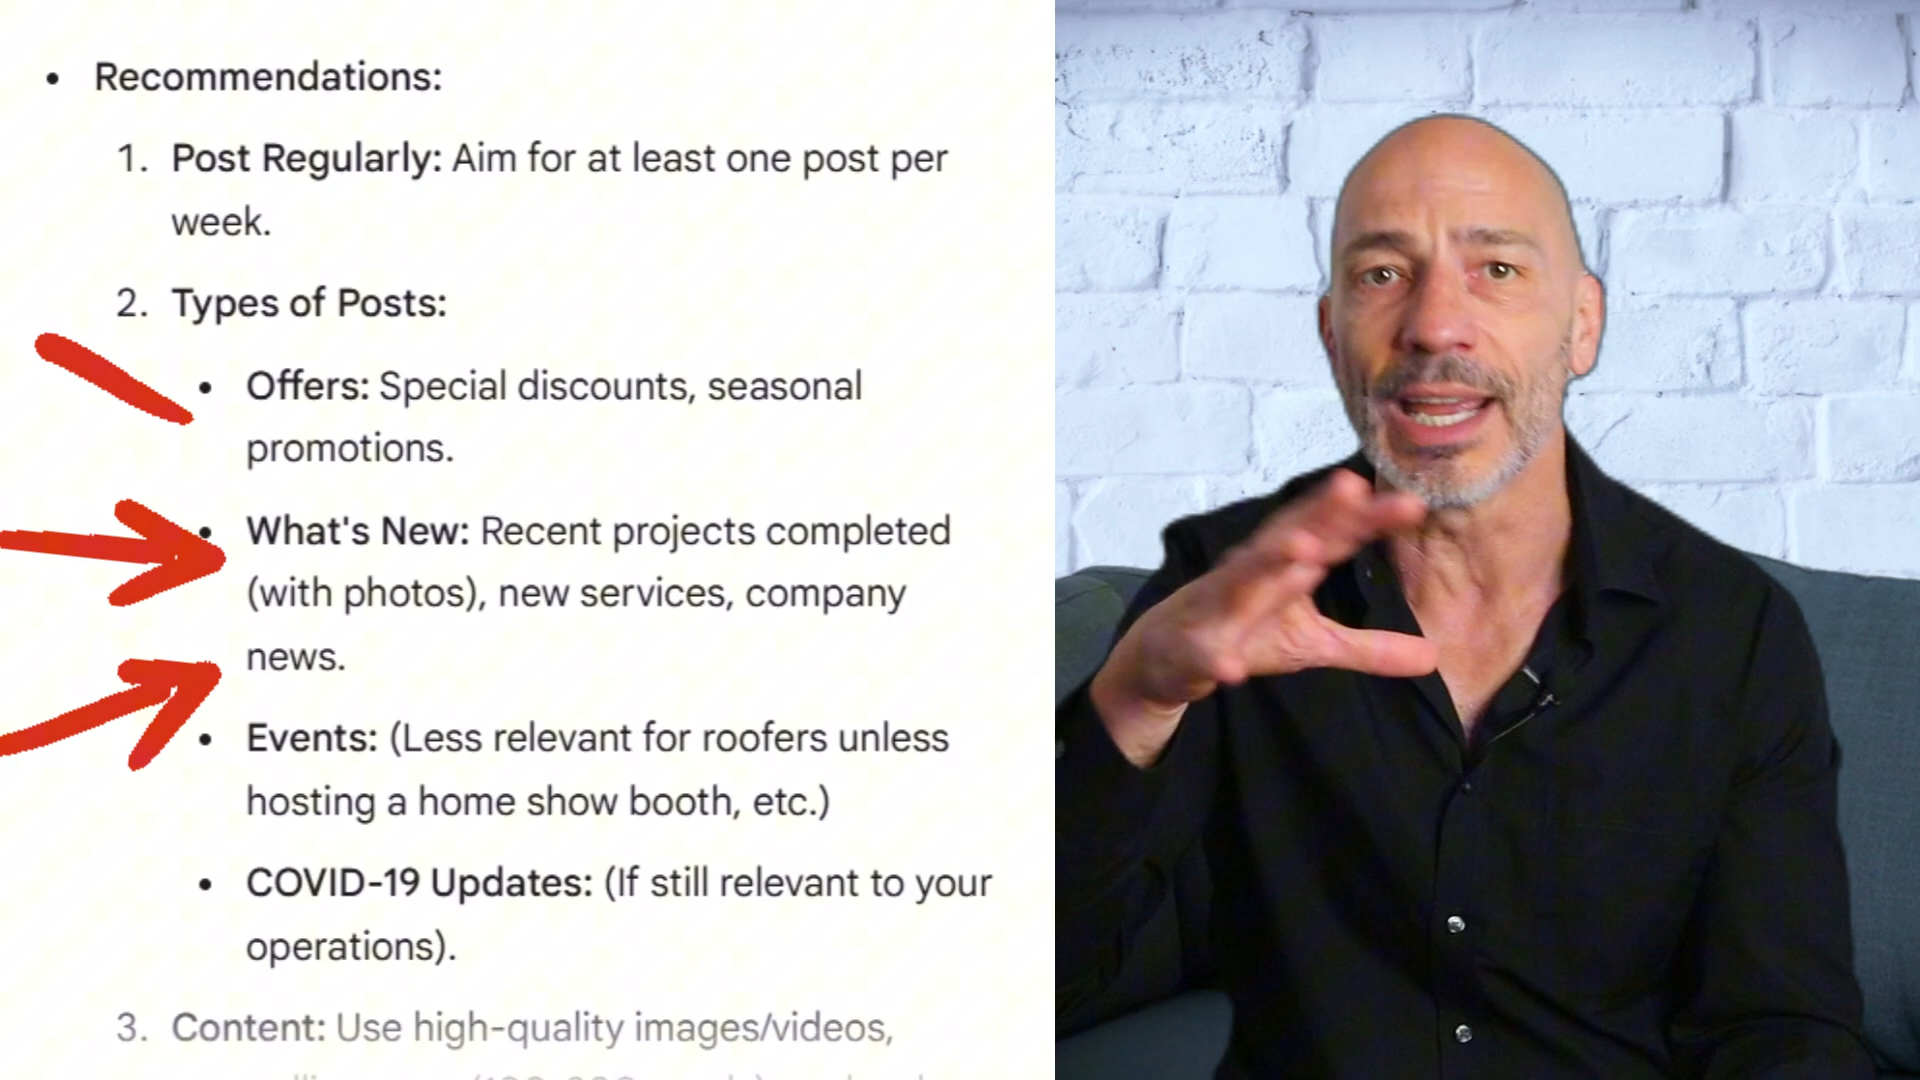 • Recommendations:
1. Post Regularly: Aim for at least one post per
week.
2. Types of Posts:
• Offers: Special discounts, seasonal
promotions.
• What's New: Recent projects completed
(with photos), new services, company
news.
• Events: (Less relevant for roofers unless
hosting a home show booth, etc.)
• COVID-19 Updates: (If still relevant to your
operations).
3. Content: Use high-quality images/videos,